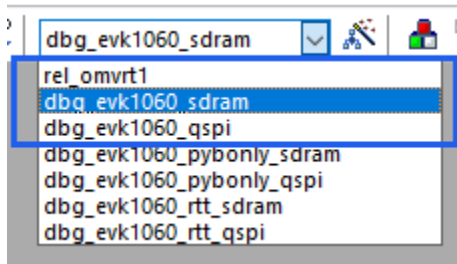 dbg_evk1060_sdram
rel_omvrt1
dbg_evk1060_sdram
dbg_evk1060_qspi
dbg_evk1060_pybonly_sdram
dbg_evk1060_pybonly_qspi
dbg_evk1060_rtt_sdram
dbg_evk1060_rtt_qspi